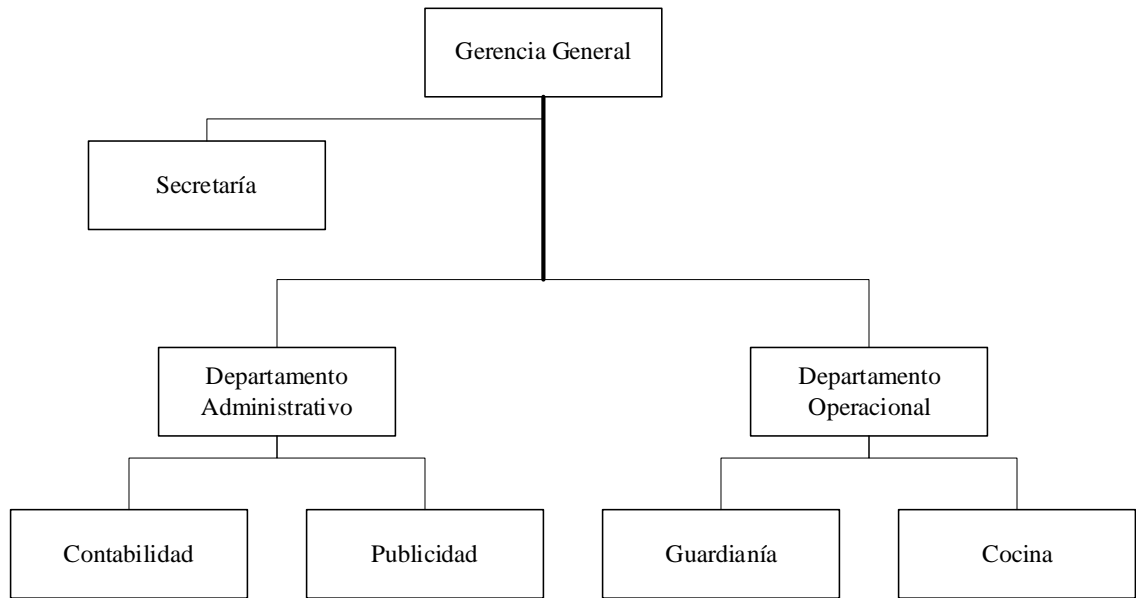 Gerencia General
Secretaría
Departamento
Administrativo
Departamento
Operacional
Contabilidad
Publicidad
Guardianía
Cocina